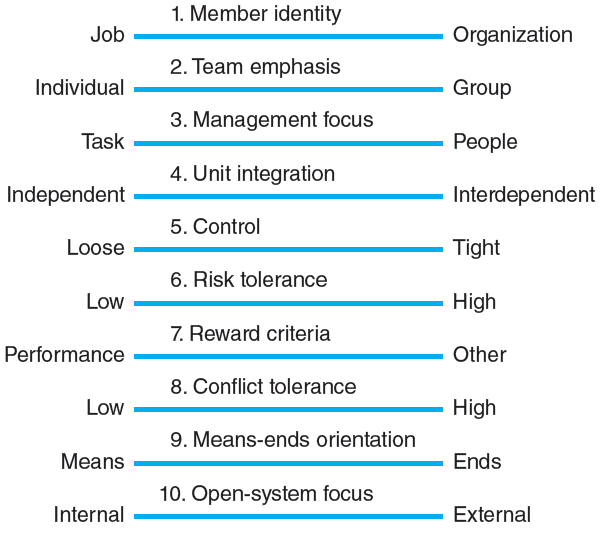 1. Member identity
Job Organization
2. Team emphasis
Individual Group
3. Management focus
Task People
4. Unit integration
Independent Interdependent
5. Control
Loose Tight
6. Risk tolerance
Low High
7. Reward criteria
Performance Other
8. Conflict tolerance
Low High
9. Means-ends orientation
Means Ends
10. Open-system focus
Internal External